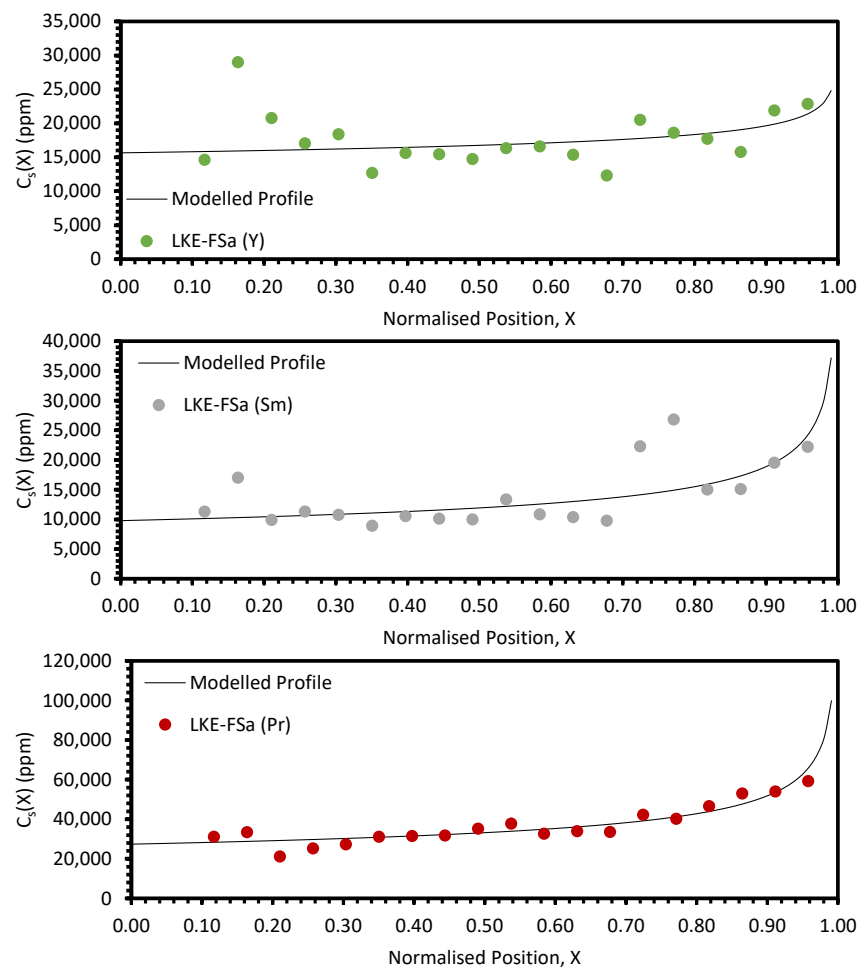 35,000
30,000
25,000
20,000
15,000
10,000
5,000
0
Cₛ(X) (ppm)
Modelled Profile
LKE-FSa (Y)
0.00 0.10 0.20 0.30 0.40 0.50 0.60 0.70 0.80 0.90 1.00
Normalised Position, X
40,000
35,000
30,000
25,000
20,000
15,000
10,000
5,000
0
Cₛ(X) (ppm)
Modelled Profile
LKE-FSa (Sm)
0.00 0.10 0.20 0.30 0.40 0.50 0.60 0.70 0.80 0.90 1.00
Normalised Position, X
120,000
100,000
80,000
60,000
40,000
20,000
0
Cₛ(X) (ppm)
Modelled Profile
LKE-FSa (Pr)
0.00 0.10 0.20 0.30 0.40 0.50 0.60 0.70 0.80 0.90 1.00
Normalised Position, X